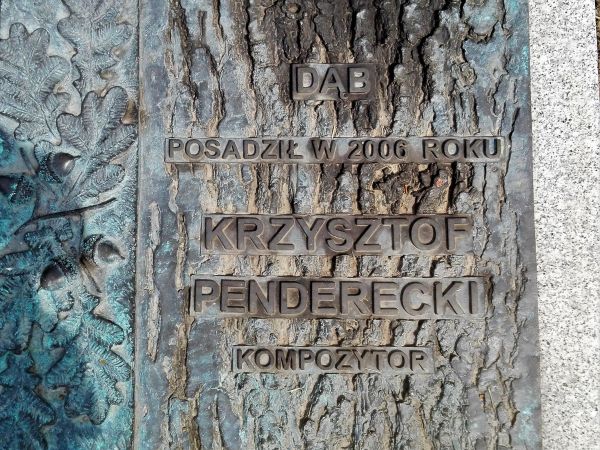 DĄB
POSADZIŁ W 2006 ROKU
KRZYSZTOF
PENDERECKI
KOMPOZYTOR